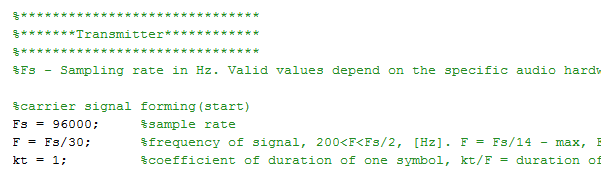 %******************************
%*******Transmitter************
%******************************
%Fs - Sampling rate in Hz. Valid values depend on the specific audio
%carrier signal forming(start)
Fs = 96000; %sample rate
F = Fs/30; %frequency of signal, 200<F<Fs/2, [Hz]. F = Fs/14 - max,
kt = 1; %coefficient of duration of one symbol, kt/F = duration of